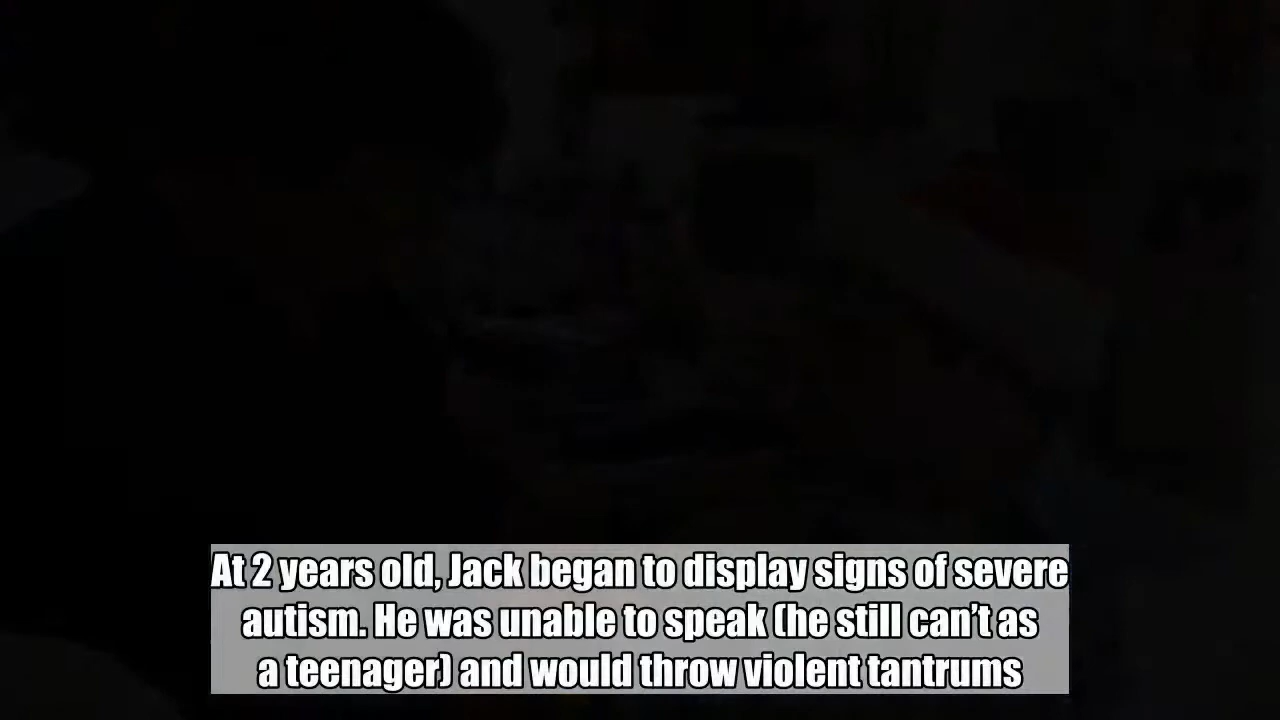 At 2 years old, Jack began to display signs of severe
autism. He was unable to speak (he still can’t as
a teenager) and would throw violent tantrums